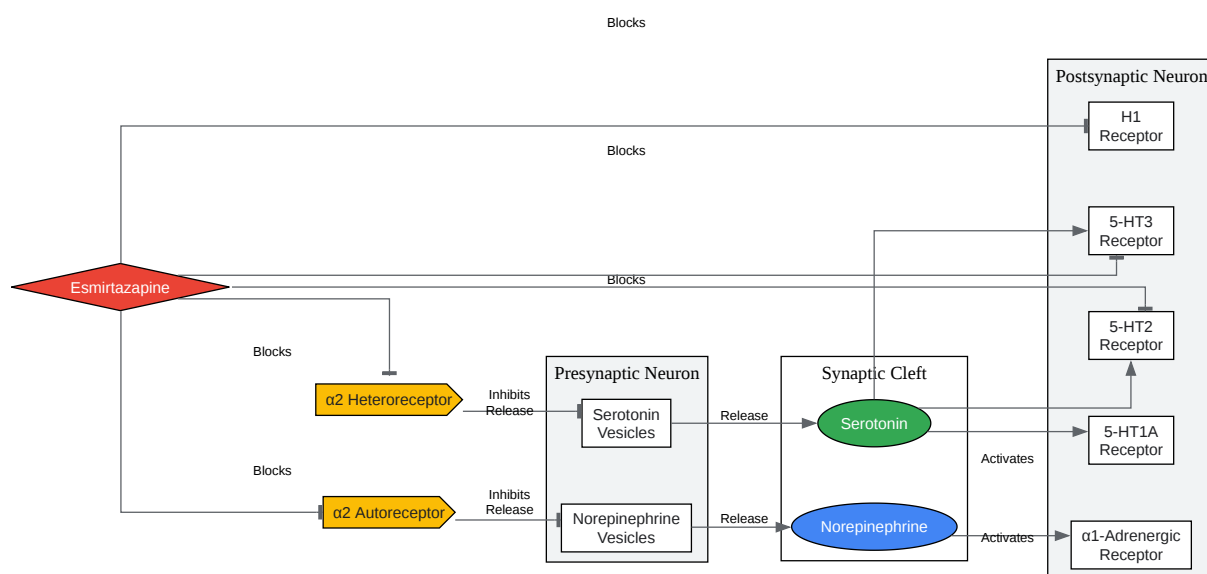 Blocks
Postsynaptic Neuron
H1
Receptor
Blocks
5-HT3
Receptor
Blocks
Esmirtazapine
5-HT2
Receptor
Blocks
Presynaptic Neuron
Synaptic Cleft
α2 Heteroreceptor
Inhibits
Release
Serotonin
Vesicles
Release
Serotonin
5-HT1A
Receptor
Activates
Blocks
α2 Autoreceptor
Inhibits
Release
Norepinephrine
Vesicles
Release
Norepinephrine
Activates
α1-Adrenergic
Receptor